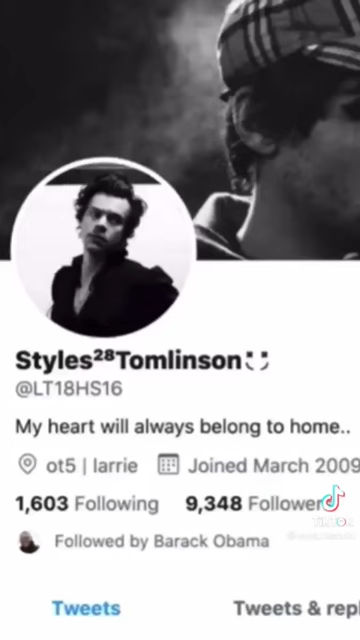 Styles²⁸Tomlinson
@LT18HS16
My heart will always belong to home..
ot5 | larrie Joined March 2009
1,603 Following 9,348 Follower
TikTok
Followed by Barack Obama
Tweets Tweets & repl